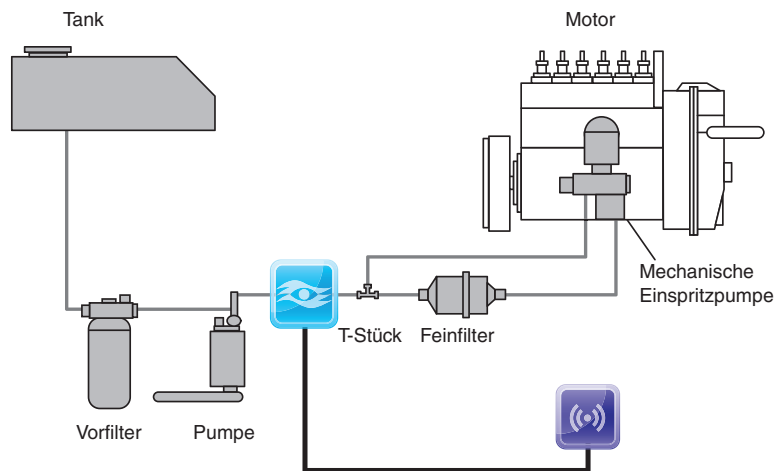 Tank
Motor
Mechanische
Einspritzpumpe
T-Stück
Feinfilter
Vorfilter
Pumpe